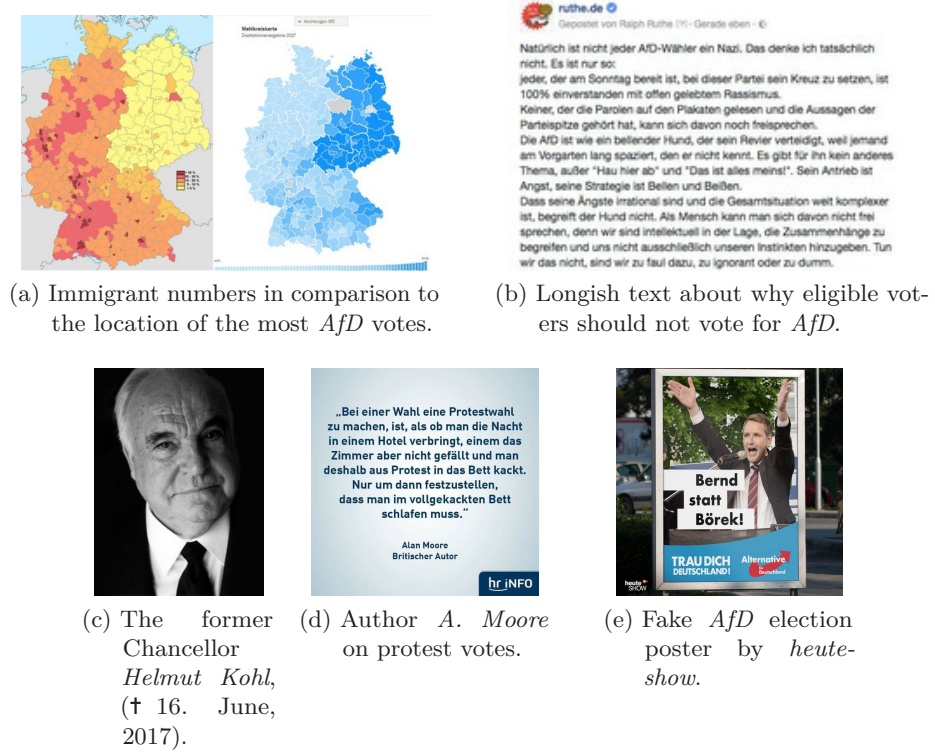 Hochburgen AfD
Wahlkreiskarte
Zweitstimmenergebnis 2017
ruthe.de
Gepostet von Ralph Ruthe [?] · Gerade eben ·
Natürlich ist nicht jeder AfD-Wähler ein Nazi. Das denke ich tatsächlich
nicht. Es ist nur so:
jeder, der am Sonntag bereit ist, bei dieser Partei sein Kreuz zu setzen, ist
100% einverstanden mit offen gelebtem Rassismus.
Keiner, der die Parolen auf den Plakaten gelesen und die Aussagen der
Parteispitze gehört hat, kann sich davon noch freisprechen.
Die AfD ist wie ein bellender Hund, der sein Revier verteidigt, weil jemand
am Vorgarten lang spaziert, den er nicht kennt. Es gibt für ihn kein anderes
Thema, außer "Hau hier ab" und "Das ist alles meins!". Sein Antrieb ist
Angst, seine Strategie ist Bellen und Beißen.
Dass seine Ängste irrational sind und die Gesamtsituation weit komplexer
ist, begreift der Hund nicht. Als Mensch kann man sich davon nicht frei
sprechen, denn wir sind intellektuell in der Lage, die Zusammenhänge zu
begreifen und uns nicht ausschließlich unseren Instinkten hinzugeben. Tun
wir das nicht, sind wir zu faul dazu, zu ignorant oder zu dumm.
(a) Immigrant numbers in comparison to
the location of the most AfD votes.
(b) Longish text about why eligible vot-
ers should not vote for AfD.
„Bei einer Wahl eine Protestwahl
zu machen, ist, als ob man die Nacht
in einem Hotel verbringt, einem das
Zimmer aber nicht gefällt und man
deshalb aus Protest in das Bett kackt.
Nur um dann festzustellen,
dass man im vollgekackten Bett
schlafen muss.“
Alan Moore
Britischer Autor
hr iNFO
Bernd
statt
Börek!
TRAU DICH
DEUTSCHLAND!
Alternative
für
Deutschland
heute
SHOW
(c) The former
Chancellor
Helmut Kohl,
(† 16. June,
2017).
(d) Author A. Moore
on protest votes.
(e) Fake AfD election
poster by heute-
show.